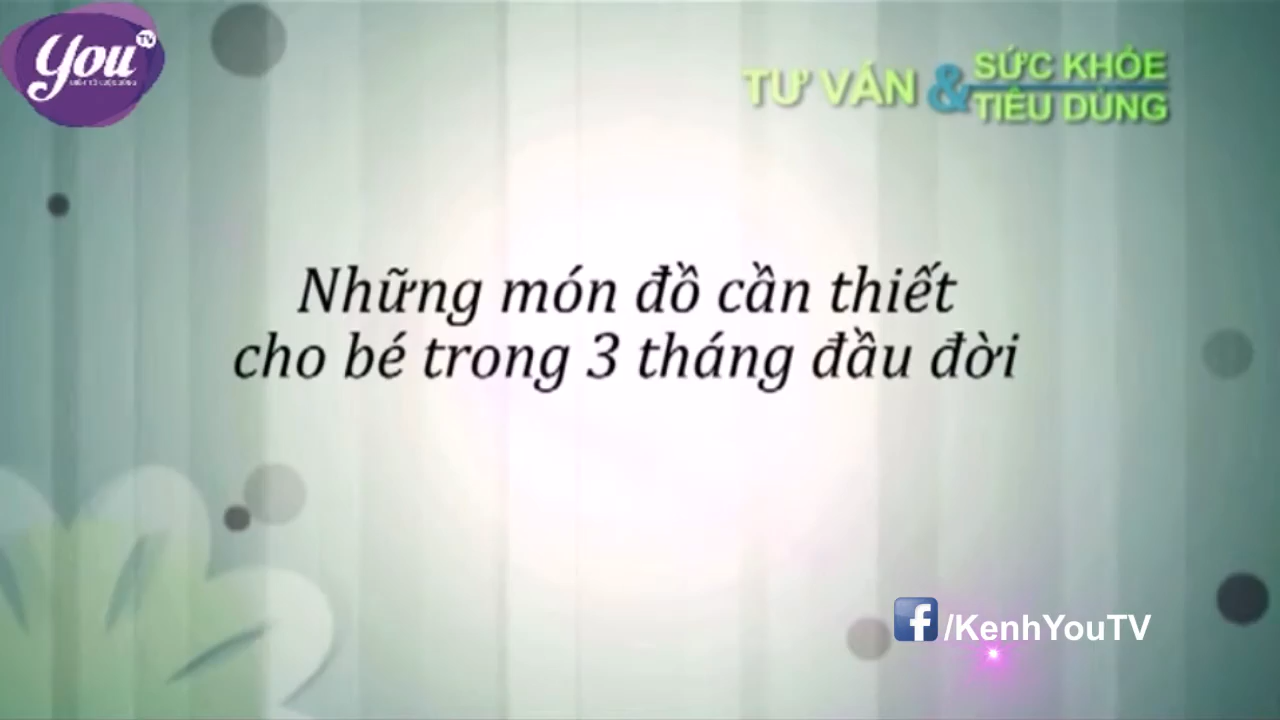 You TV
TƯ VẤN & SỨC KHỎE
TIÊU DÙNG
Những món đồ cần thiết
cho bé trong 3 tháng đầu đời
f/KenhYouTV